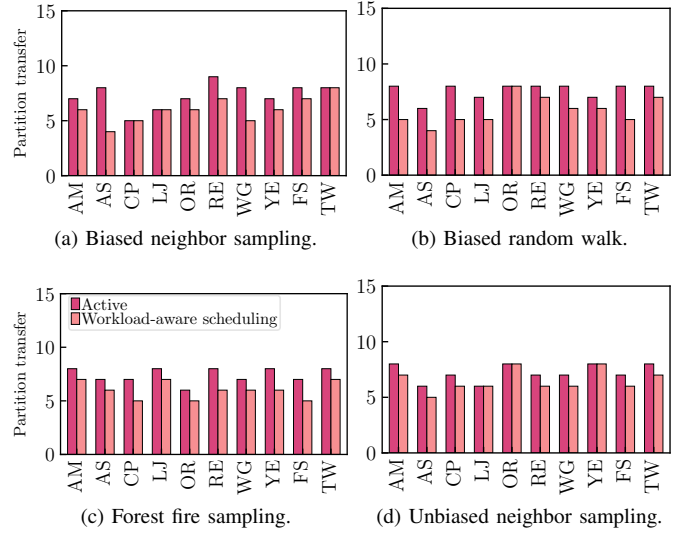 15
10
5
0
Partition transfer
AM
AS
CP
LJ
OR
RE
WG
YE
FS
TW
(a) Biased neighbor sampling.
15
10
5
0
AM
AS
CP
LJ
OR
RE
WG
YE
FS
TW
(b) Biased random walk.
15
10
5
0
Partition transfer
Active
Workload-aware scheduling
AM
AS
CP
LJ
OR
RE
WG
YE
FS
TW
(c) Forest fire sampling.
15
10
5
0
AM
AS
CP
LJ
OR
RE
WG
YE
FS
TW
(d) Unbiased neighbor sampling.